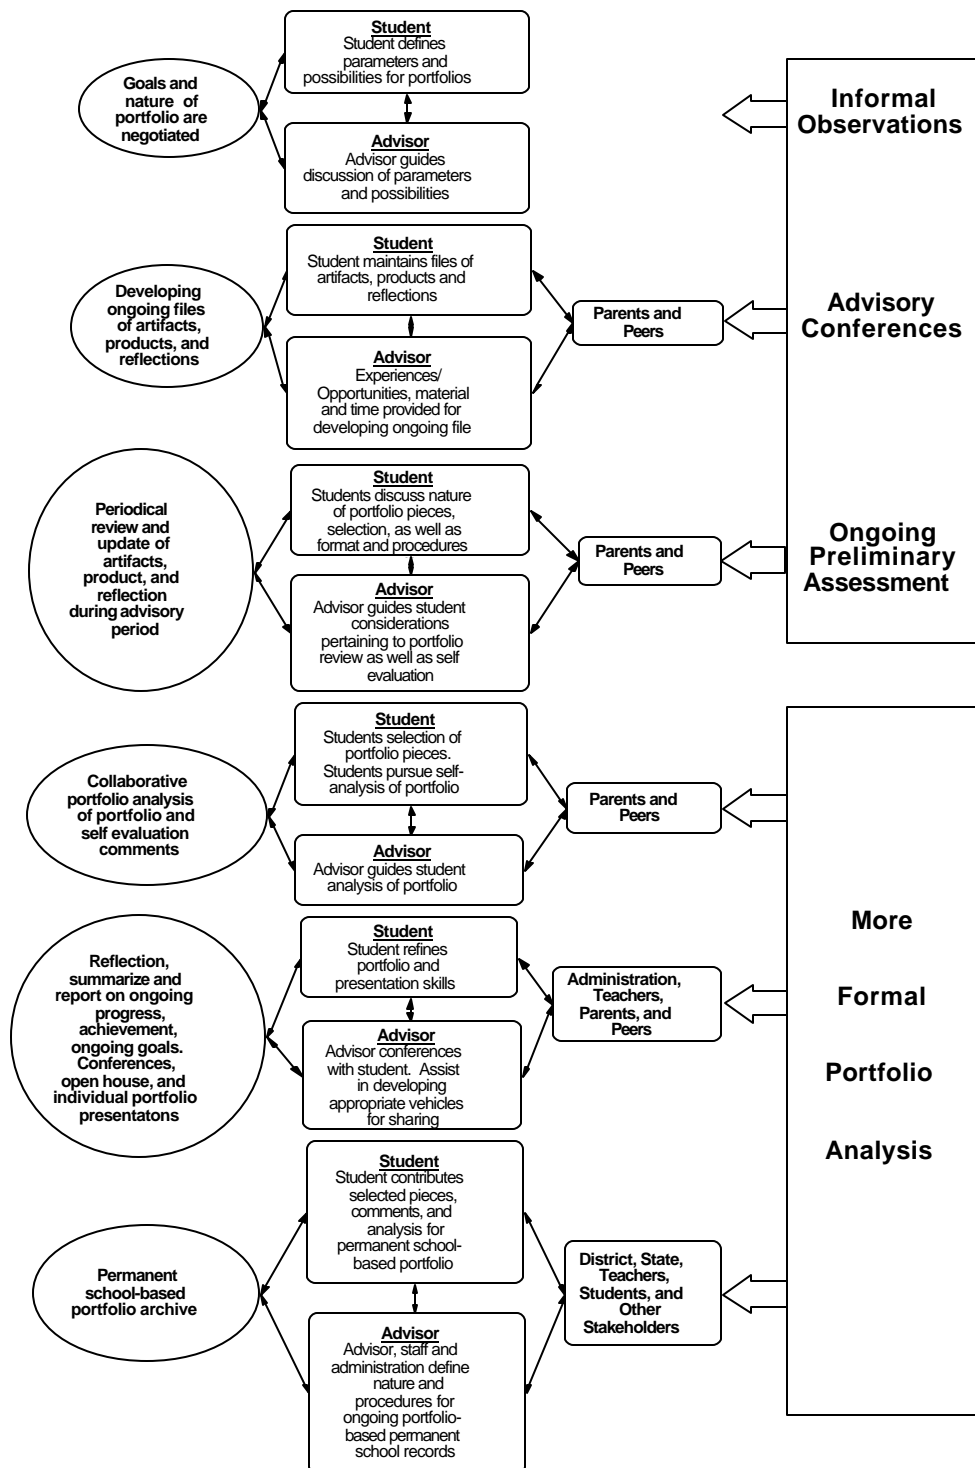 Goals and
nature of
portfolio are
negotiated
Student
Student defines
parameters and
possibilities for portfolios
Advisor
Advisor guides
discussion of parameters
and possibilities
Informal
Observations
Developing
ongoing files
of artifacts,
products, and
reflections
Student
Student maintains files of
artifacts, products and
reflections
Advisor
Experiences/
Opportunities, material
and time provided for
developing ongoing file
Parents and
Peers
Advisory
Conferences
Periodical
review and
update of
artifacts,
product, and
reflection
during advisory
period
Student
Students discuss nature
of portfolio pieces,
selection, as well as
format and procedures
Advisor
Advisor guides student
considerations
pertaining to portfolio
review as well as self
evaluation
Parents and
Peers
Ongoing
Preliminary
Assessment
Collaborative
portfolio analysis
of portfolio and
self evaluation
comments
Student
Students selection of
portfolio pieces.
Students pursue self-
analysis of portfolio
Advisor
Advisor guides student
analysis of portfolio
Parents and
Peers
Reflection,
summarize and
report on ongoing
progress,
achievement,
ongoing goals.
Conferences,
open house, and
individual portfolio
presentatons
Student
Student refines
portfolio and
presentation skills
Advisor
Advisor conferences
with student.  Assist
in developing
appropriate vehicles
for sharing
Administration,
Teachers,
Parents, and
Peers
More
Formal
Portfolio
Analysis
Permanent
school-based
portfolio archive
Student
Student contributes
selected pieces,
comments, and
analysis for
permanent school-
based portfolio
Advisor
Advisor, staff and
administration define
nature and
procedures for
ongoing portfolio-
based permanent
school records
District, State,
Teachers,
Students, and
Other
Stakeholders